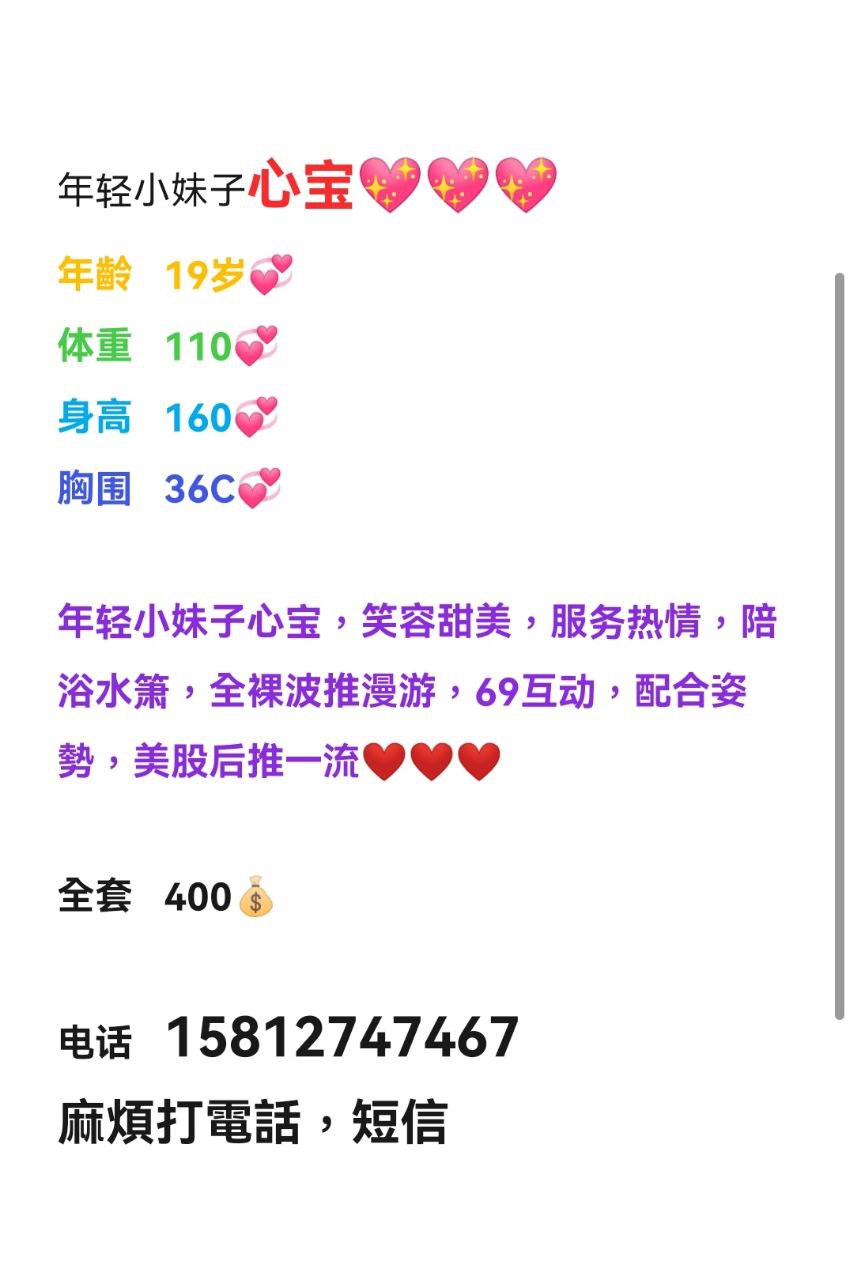 年轻小妹子心宝💖💖💖
年龄 19岁💞
体重 110💞
身高 160💞
胸围 36C💞
年轻小妹子心宝，笑容甜美，服务热情，陪
浴水箫，全裸波推漫游，69互动，配合姿
勢，美股后推一流❤️❤️❤️
全套 400💰
电话 15812747467
麻煩打電話，短信